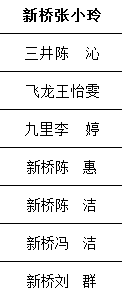 新桥张小玲
三井陈　沁
飞龙王怡雯
九里李　婷
新桥陈　惠
新桥陈　洁
新桥冯　洁
新桥刘　群